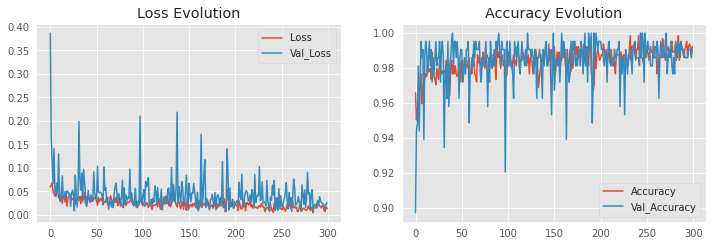 Loss Evolution
0.40
0.35
0.30
0.25
0.20
0.15
0.10
0.05
0.00
0 50 100 150 200 250 300
Loss
Val_Loss
Accuracy Evolution
1.00
0.98
0.96
0.94
0.92
0.90
0 50 100 150 200 250 300
Accuracy
Val_Accuracy